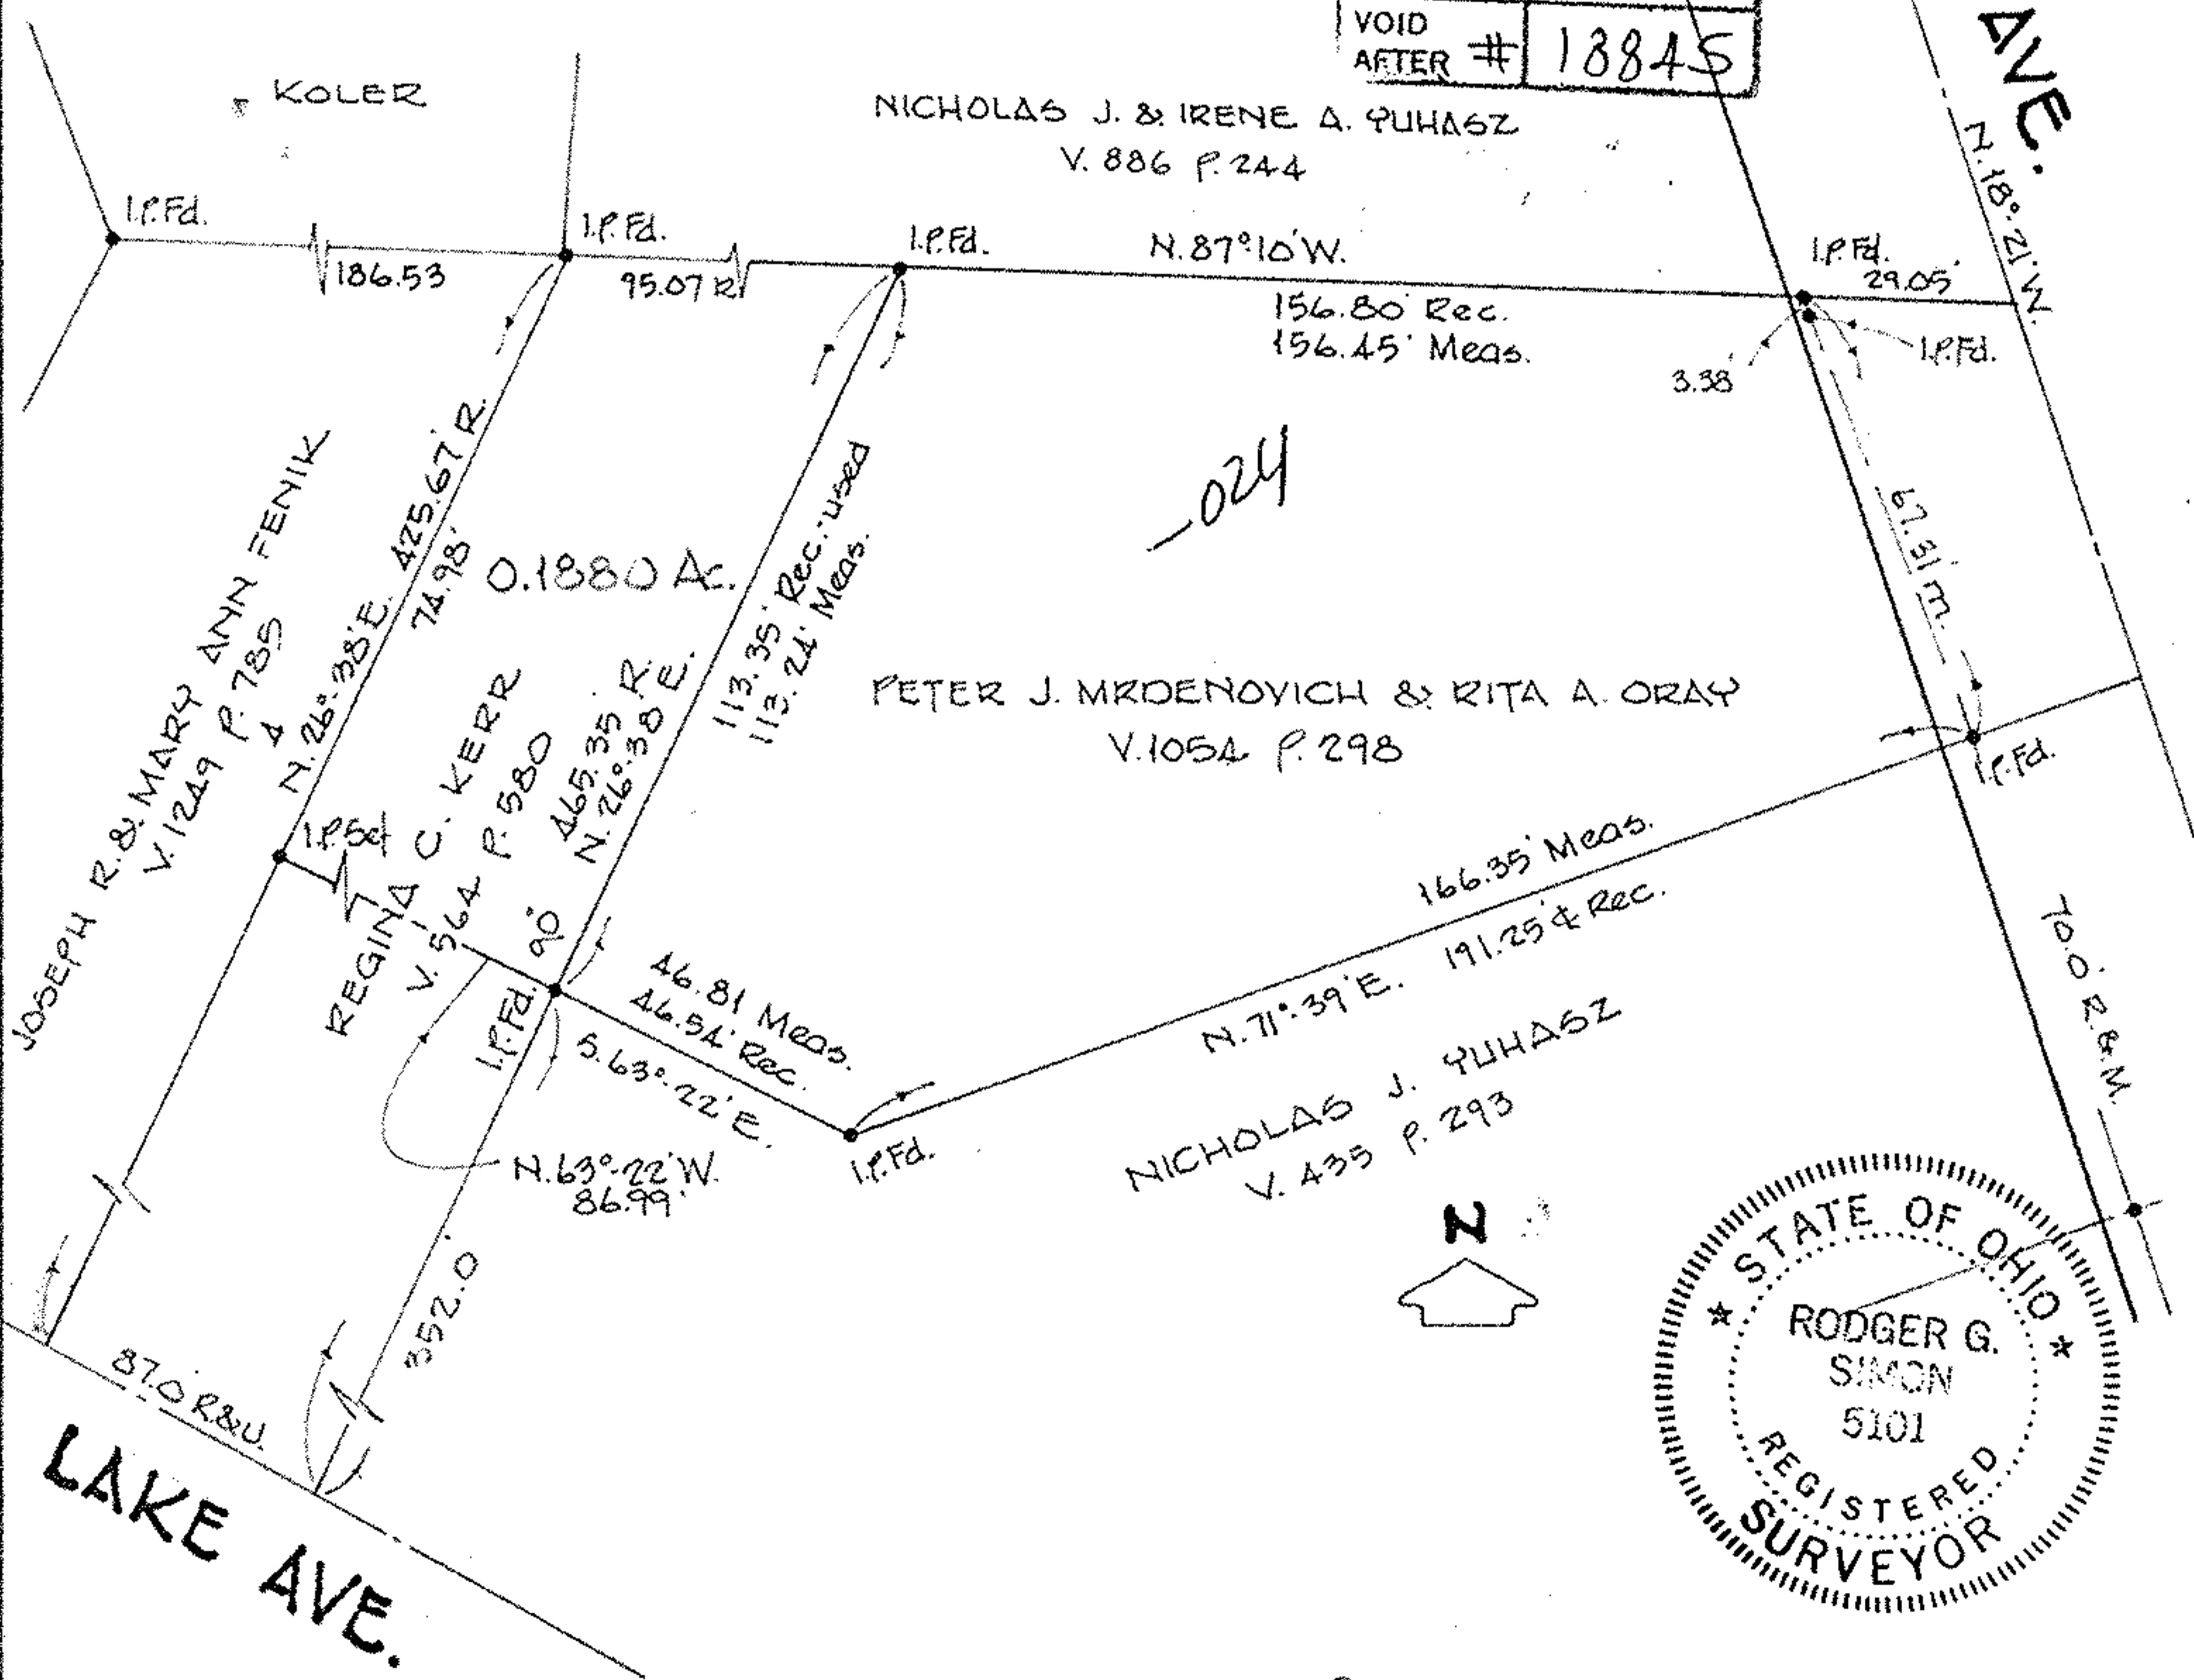 VOID
AFTER # 18845
AVE.
KOLER
NICHOLAS J. & IRENE A. YUHASZ
V. 886 P. 244
N. 18°-21' W.
I.P.Fd.
I.P.Fd.
I.P.Fd.
N. 87°10' W.
I.P.Fd.
29.05'
186.53
95.07 R
156.80' Rec.
156.45' Meas.
3.38'
I.P.Fd.
-024
67.31 m.
JOSEPH R. & MARY ANN FENIK
V. 1249 P. 785
4
N. 26°-38' E. 425.67' R.
74.98'
0.1880 Ac.
113.35' Rec. used
113.24' Meas.
REGINA C. KERR
V. 564 P. 580
465.35' R.
N. 26°-38' E.
PETER J. MRDENOVICH & RITA A. ORAY
V. 1054 P. 298
I.P.Fd.
I.P.Set
90°
166.35' Meas.
N. 71°-39' E. 191.25' ± Rec.
46.81 Meas.
46.54' Rec.
S. 63°-22' E.
I.P.Fd.
I.P.Fd.
N. 63°-22' W.
86.99'
NICHOLAS J. YUHASZ
V. 435 P. 293
70.0' R.&M.
N
352.0'
87.0' R&U.
LAKE AVE.
STATE OF OHIO
RODGER G.
SIMON
5101
REGISTERED
SURVEYOR